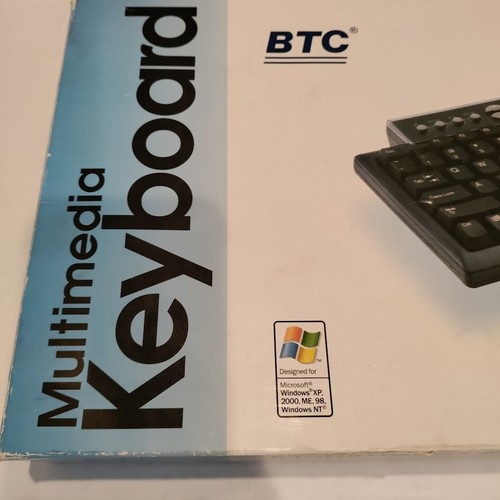 Multimedia
Keyboard
BTC®
Designed for
Microsoft®
Windows®XP,
2000, ME, 98,
Windows NT®